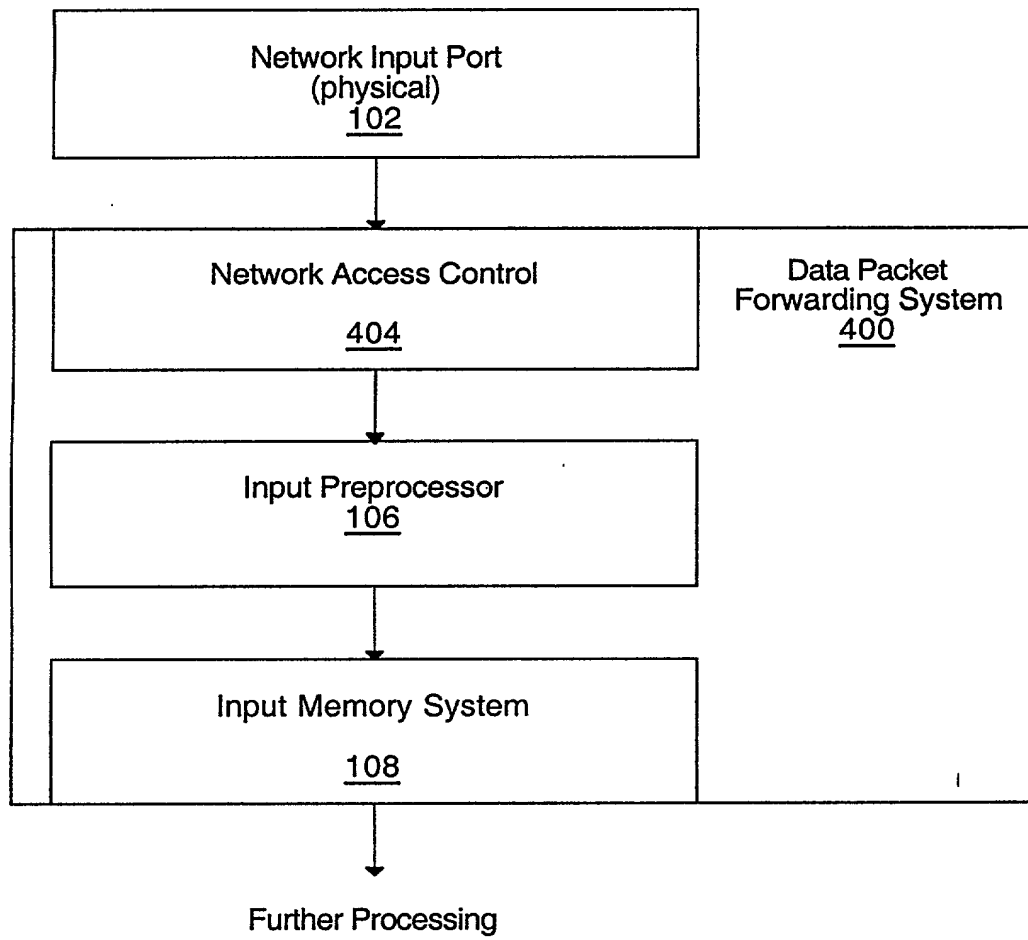 Network Input Port
(physical)
102
Network Access Control
404
Data Packet
Forwarding System
400
Input Preprocessor
106
Input Memory System
108
Further Processing